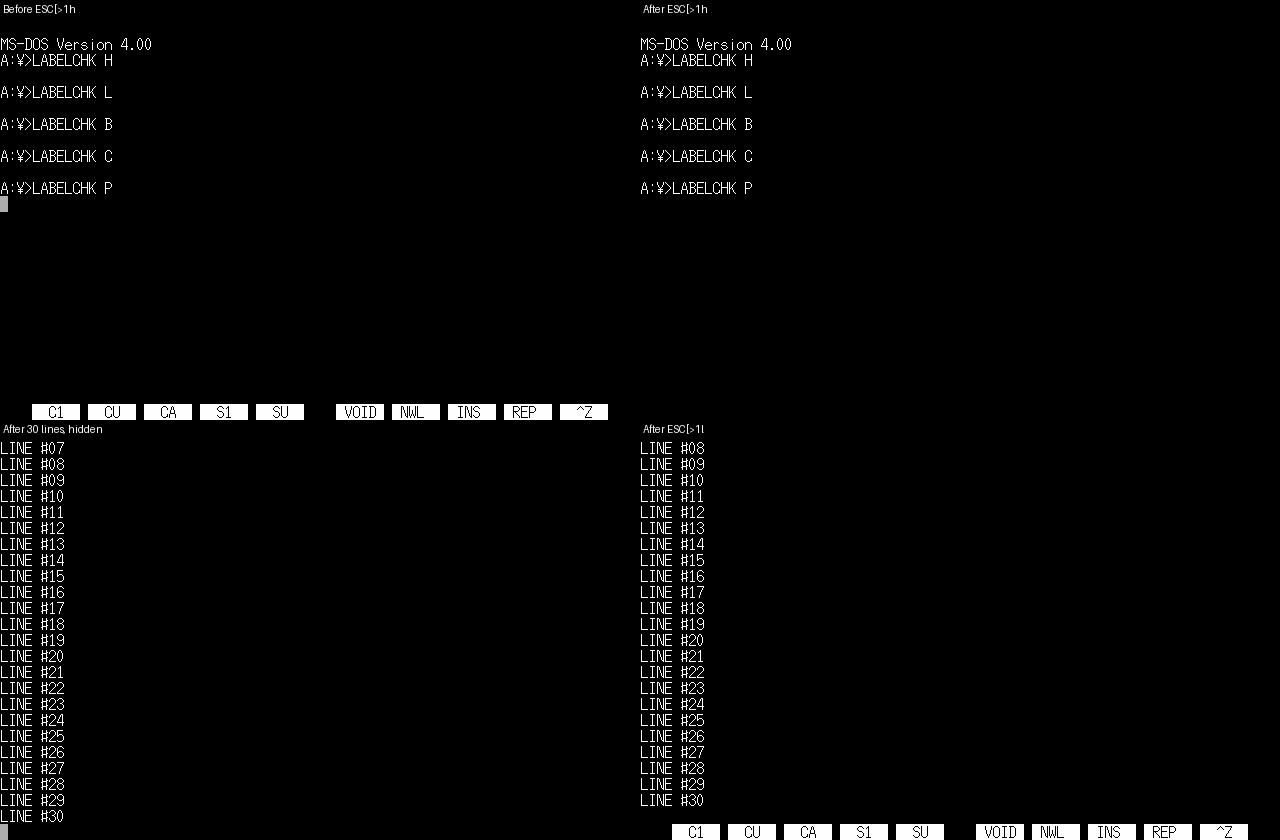 Before ESC[>1h
MS-DOS Version 4.00
A:¥>LABELCHK H
A:¥>LABELCHK L
A:¥>LABELCHK B
A:¥>LABELCHK C
A:¥>LABELCHK P
C1 CU CA S1 SU VOID NWL INS REP ^Z
After ESC[>1h
MS-DOS Version 4.00
A:¥>LABELCHK H
A:¥>LABELCHK L
A:¥>LABELCHK B
A:¥>LABELCHK C
A:¥>LABELCHK P
After 30 lines, hidden
LINE #07
LINE #08
LINE #09
LINE #10
LINE #11
LINE #12
LINE #13
LINE #14
LINE #15
LINE #16
LINE #17
LINE #18
LINE #19
LINE #20
LINE #21
LINE #22
LINE #23
LINE #24
LINE #25
LINE #26
LINE #27
LINE #28
LINE #29
LINE #30
After ESC[>1l
LINE #08
LINE #09
LINE #10
LINE #11
LINE #12
LINE #13
LINE #14
LINE #15
LINE #16
LINE #17
LINE #18
LINE #19
LINE #20
LINE #21
LINE #22
LINE #23
LINE #24
LINE #25
LINE #26
LINE #27
LINE #28
LINE #29
LINE #30
C1 CU CA S1 SU VOID NWL INS REP ^Z